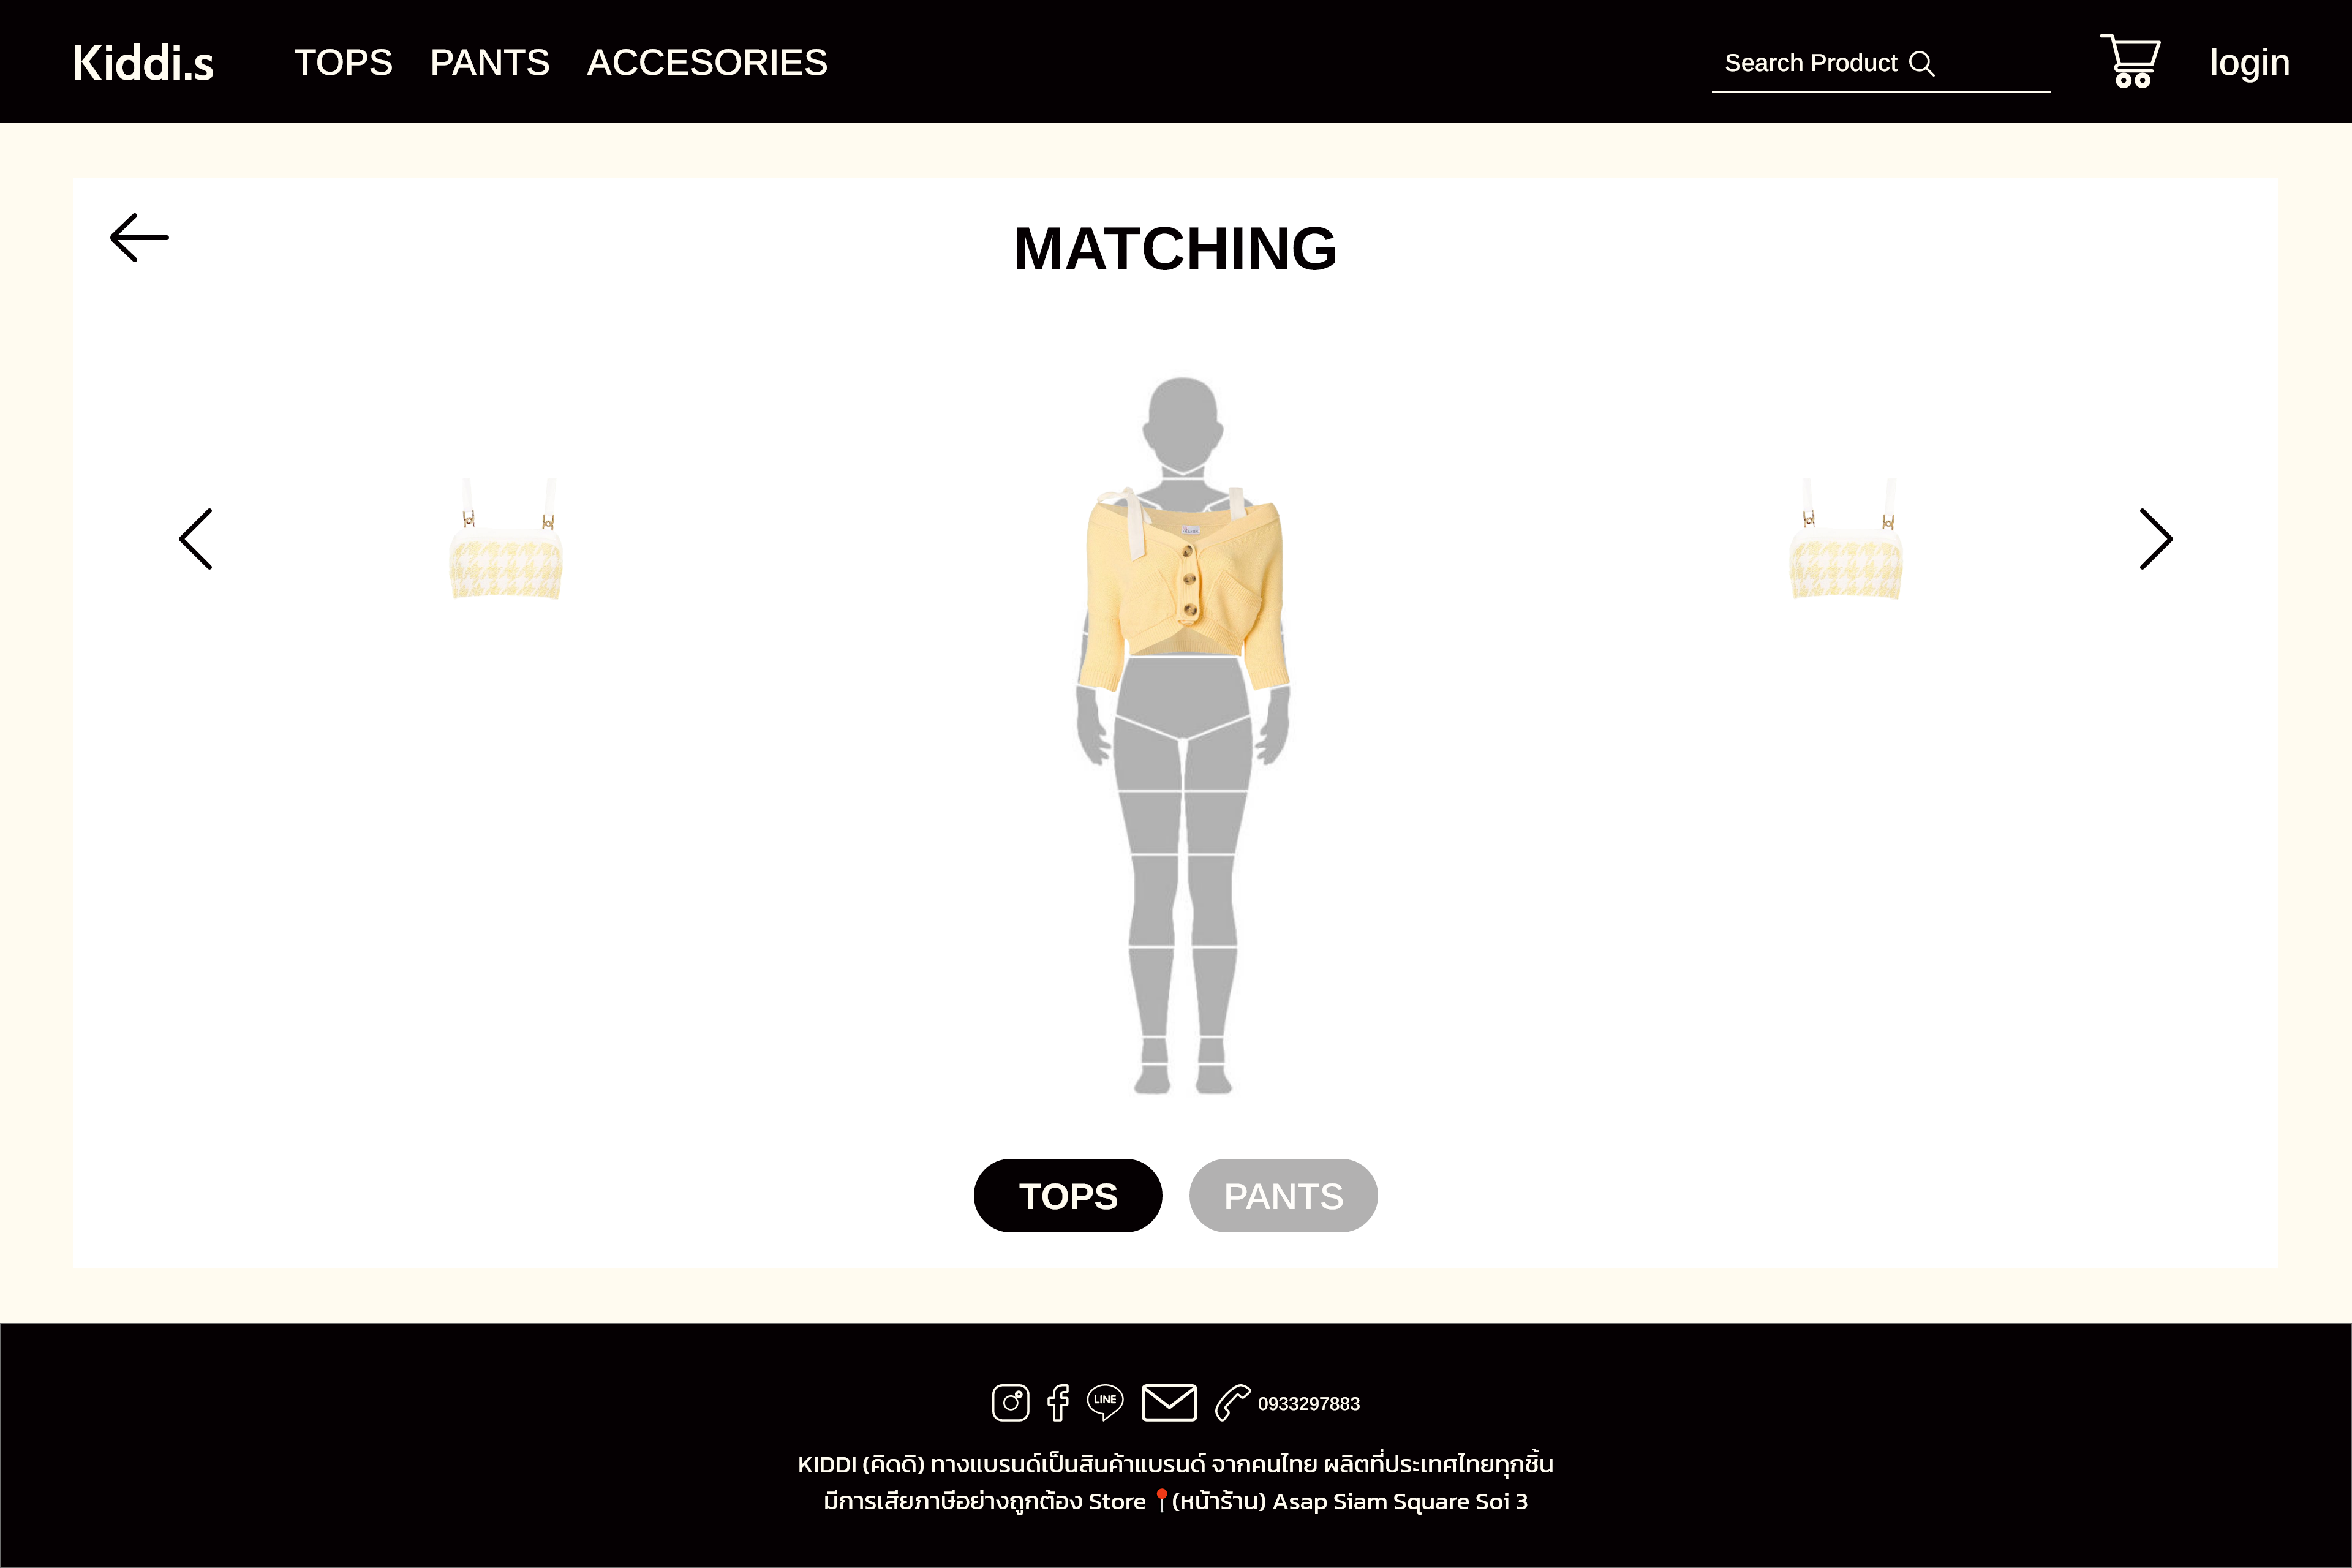 Kiddi.s TOPS PANTS ACCESORIES Search Product login
MATCHING
TOPS PANTS
LINE 0933297883
KIDDI (คิดดิ) ทางแบรนด์เป็นสินค้าแบรนด์ จากคนไทย ผลิตที่ประเทศไทยทุกชิ้น
มีการเสียภาษีอย่างถูกต้อง Store 📍(หน้าร้าน) Asap Siam Square Soi 3